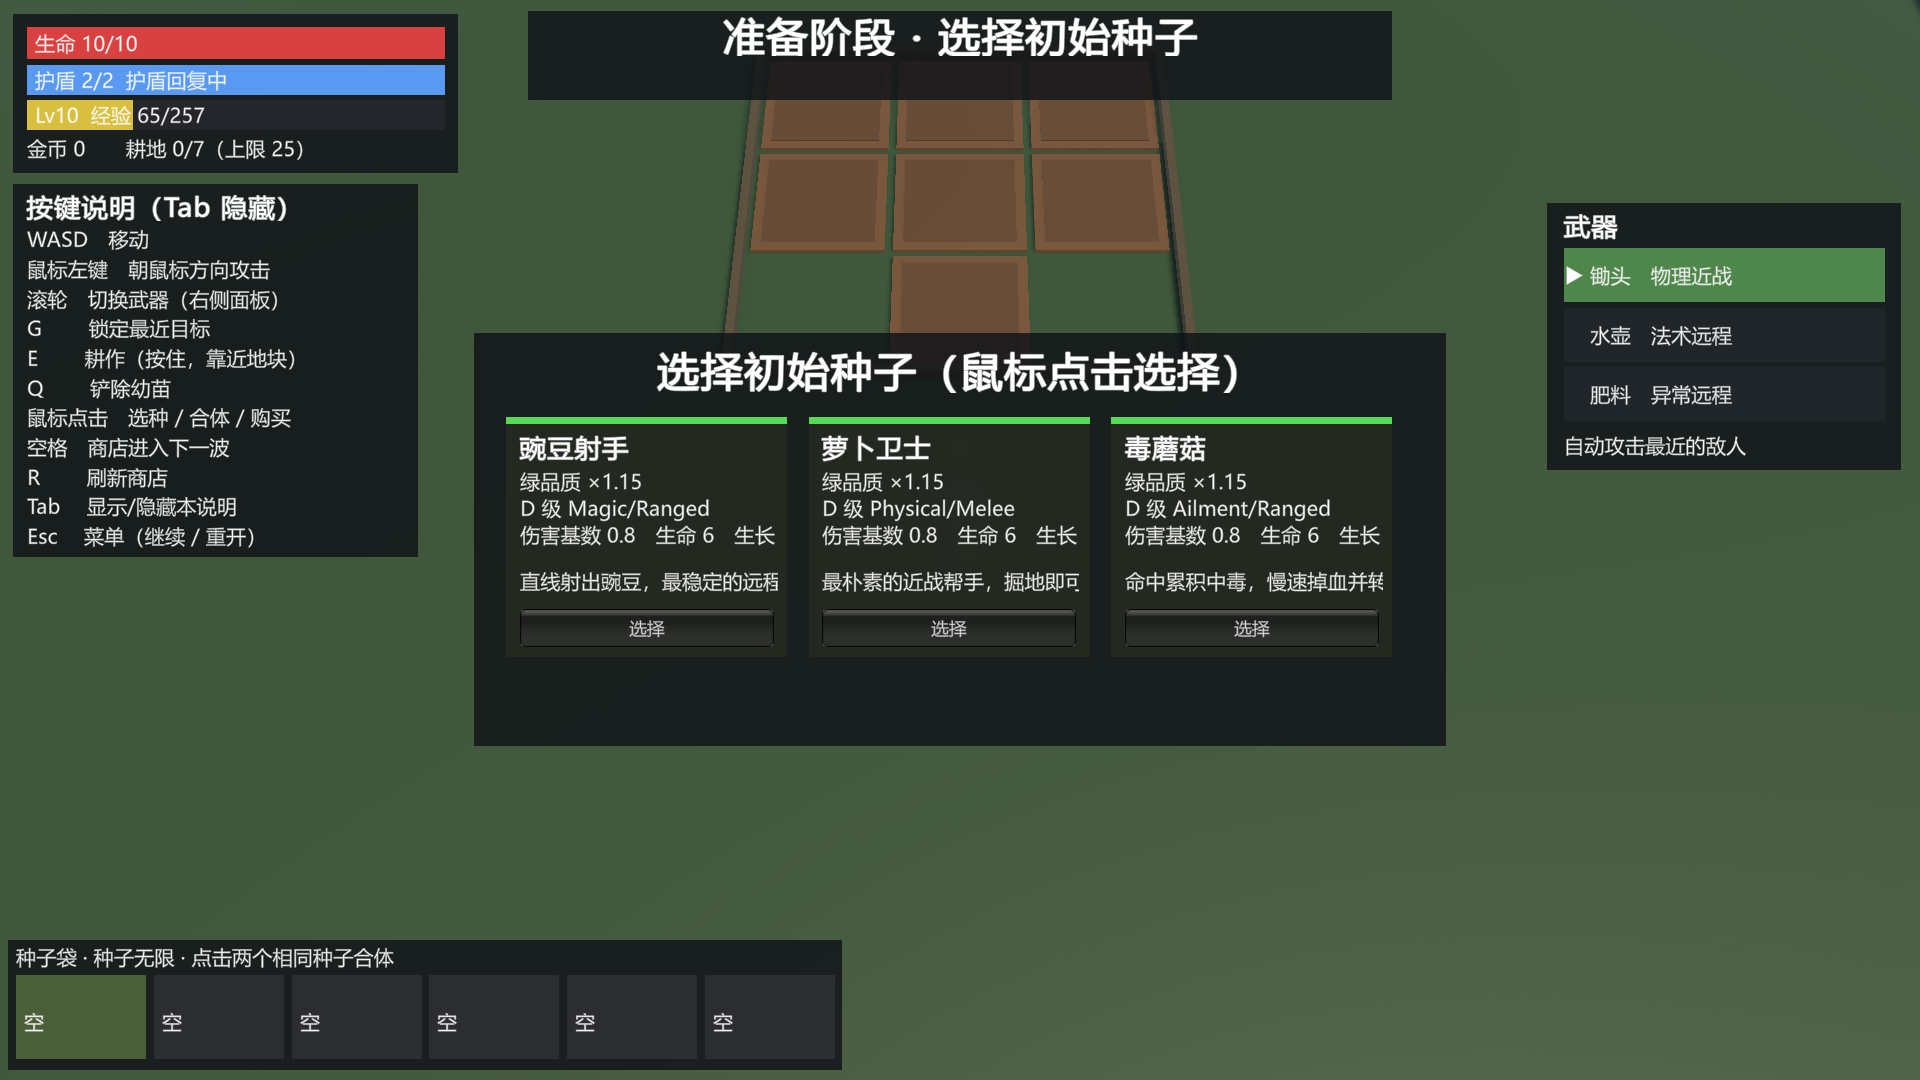 生命 10/10
护盾 2/2 护盾回复中
Lv10 经验 65/257
金币 0 耕地 0/7（上限 25）
按键说明（Tab 隐藏）
WASD 移动
鼠标左键 朝鼠标方向攻击
滚轮 切换武器（右侧面板）
G 锁定最近目标
E 耕作（按住，靠近地块）
Q 铲除幼苗
鼠标点击 选种 / 合体 / 购买
空格 商店进入下一波
R 刷新商店
Tab 显示/隐藏本说明
Esc 菜单（继续 / 重开）
准备阶段 · 选择初始种子
选择初始种子（鼠标点击选择）
豌豆射手
绿品质 ×1.15
D 级 Magic/Ranged
伤害基数 0.8 生命 6 生长
直线射出豌豆，最稳定的远程
选择
萝卜卫士
绿品质 ×1.15
D 级 Physical/Melee
伤害基数 0.8 生命 6 生长
最朴素的近战帮手，掘地即可
选择
毒蘑菇
绿品质 ×1.15
D 级 Ailment/Ranged
伤害基数 0.8 生命 6 生长
命中累积中毒，慢速掉血并转
选择
武器
▶ 锄头 物理近战
水壶 法术远程
肥料 异常远程
自动攻击最近的敌人
种子袋 · 种子无限 · 点击两个相同种子合体
空 空 空 空 空 空